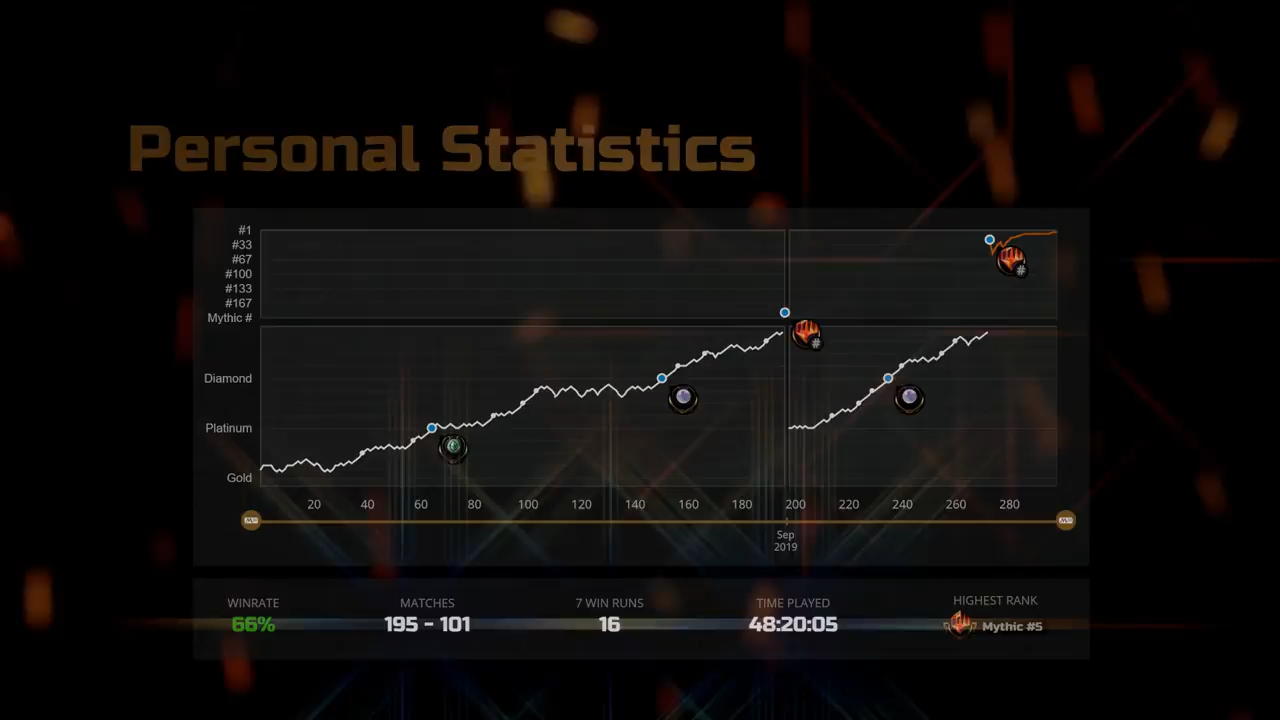 Personal Statistics
#1
#33
#67
#100
#133
#167
Mythic #
#
#
Diamond
Platinum
Gold
20 40 60 80 100 120 140 160 180 200 220 240 260 280
Sep
2019
WINRATE MATCHES 7 WIN RUNS TIME PLAYED HIGHEST RANK
66% 195 - 101 16 48:20:05 Mythic #5